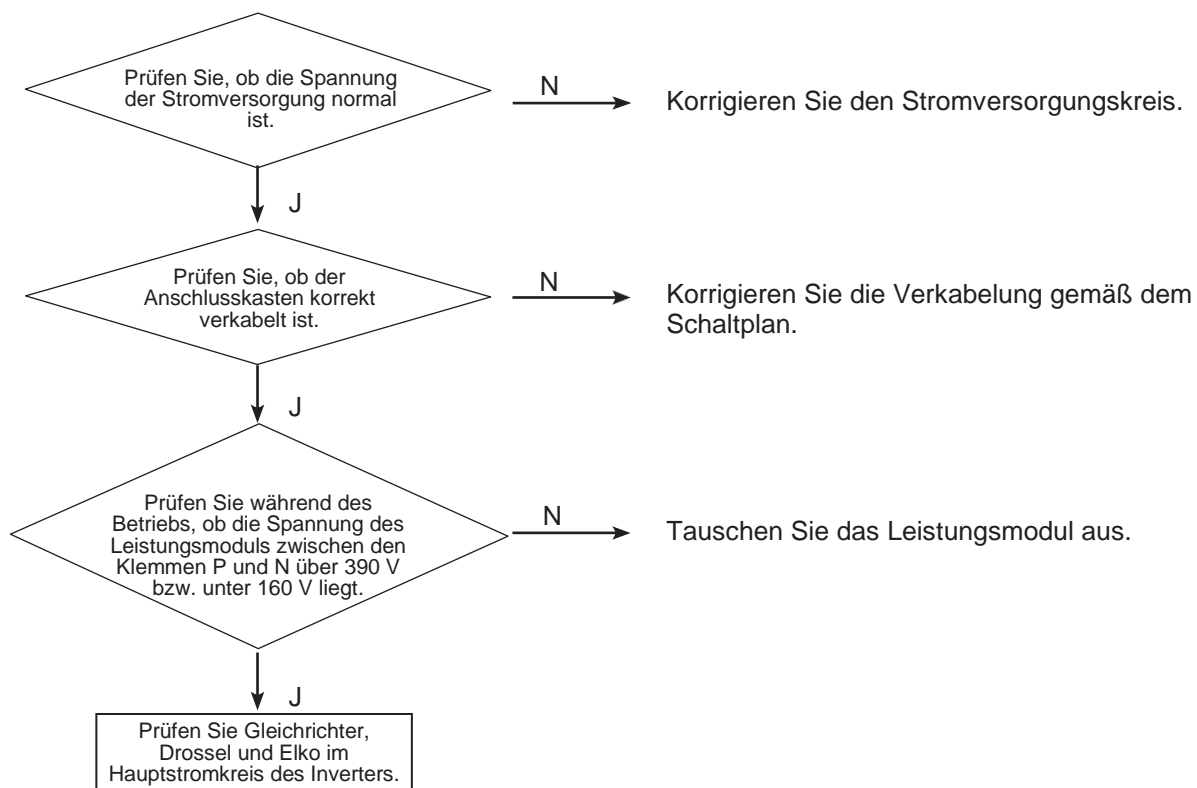 Prüfen Sie, ob die Spannung
der Stromversorgung normal
ist.
N
Korrigieren Sie den Stromversorgungskreis.
J
Prüfen Sie, ob der
Anschlusskasten korrekt
verkabelt ist.
N
Korrigieren Sie die Verkabelung gemäß dem
Schaltplan.
J
Prüfen Sie während des
Betriebs, ob die Spannung des
Leistungsmoduls zwischen den
Klemmen P und N über 390 V
bzw. unter 160 V liegt.
N
Tauschen Sie das Leistungsmodul aus.
J
Prüfen Sie Gleichrichter,
Drossel und Elko im
Hauptstromkreis des Inverters.